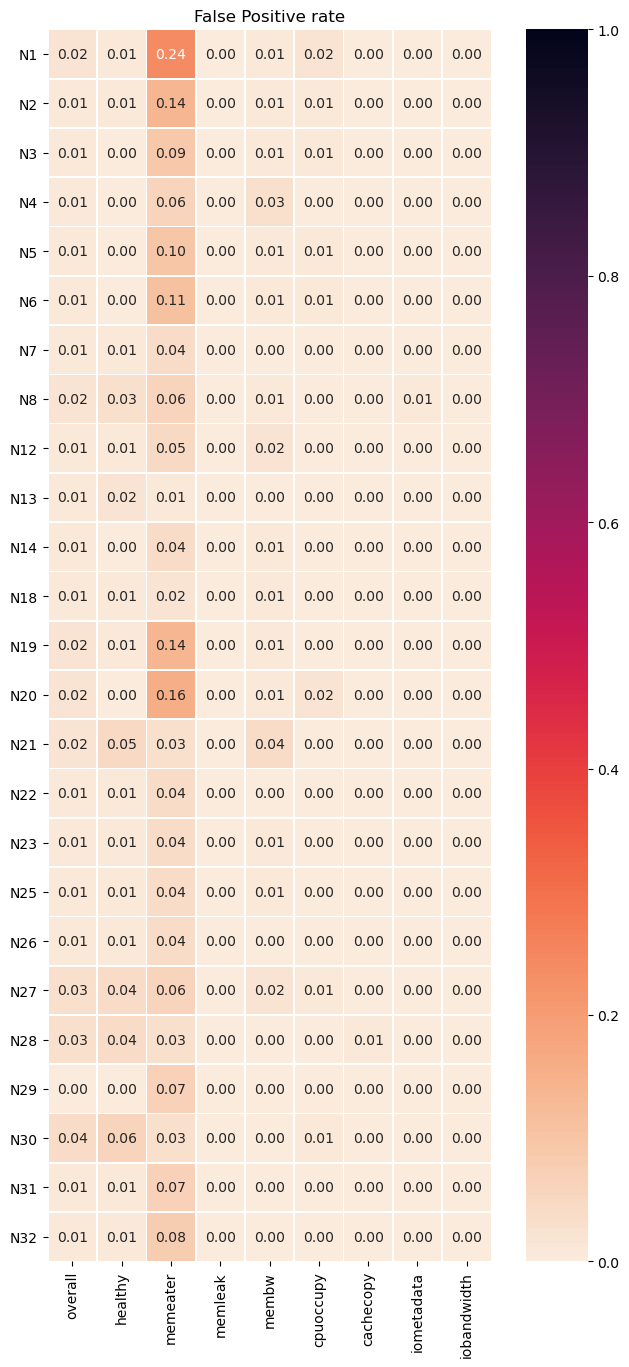 False Positive rate
N1 0.02 0.01 0.24 0.00 0.01 0.02 0.00 0.00 0.00
N2 0.01 0.01 0.14 0.00 0.01 0.01 0.00 0.00 0.00
N3 0.01 0.00 0.09 0.00 0.01 0.01 0.00 0.00 0.00
N4 0.01 0.00 0.06 0.00 0.03 0.00 0.00 0.00 0.00
N5 0.01 0.00 0.10 0.00 0.01 0.01 0.00 0.00 0.00
N6 0.01 0.00 0.11 0.00 0.01 0.01 0.00 0.00 0.00
N7 0.01 0.01 0.04 0.00 0.00 0.00 0.00 0.00 0.00
N8 0.02 0.03 0.06 0.00 0.01 0.00 0.00 0.01 0.00
N12 0.01 0.01 0.05 0.00 0.02 0.00 0.00 0.00 0.00
N13 0.01 0.02 0.01 0.00 0.00 0.00 0.00 0.00 0.00
N14 0.01 0.00 0.04 0.00 0.01 0.00 0.00 0.00 0.00
N18 0.01 0.01 0.02 0.00 0.01 0.00 0.00 0.00 0.00
N19 0.02 0.01 0.14 0.00 0.01 0.00 0.00 0.00 0.00
N20 0.02 0.00 0.16 0.00 0.01 0.02 0.00 0.00 0.00
N21 0.02 0.05 0.03 0.00 0.04 0.00 0.00 0.00 0.00
N22 0.01 0.01 0.04 0.00 0.00 0.00 0.00 0.00 0.00
N23 0.01 0.01 0.04 0.00 0.01 0.00 0.00 0.00 0.00
N25 0.01 0.01 0.04 0.00 0.01 0.00 0.00 0.00 0.00
N26 0.01 0.01 0.04 0.00 0.00 0.00 0.00 0.00 0.00
N27 0.03 0.04 0.06 0.00 0.02 0.01 0.00 0.00 0.00
N28 0.03 0.04 0.03 0.00 0.00 0.00 0.01 0.00 0.00
N29 0.00 0.00 0.07 0.00 0.00 0.00 0.00 0.00 0.00
N30 0.04 0.06 0.03 0.00 0.00 0.01 0.00 0.00 0.00
N31 0.01 0.01 0.07 0.00 0.00 0.00 0.00 0.00 0.00
N32 0.01 0.01 0.08 0.00 0.00 0.00 0.00 0.00 0.00
overall
healthy
memeater
memleak
membw
cpuoccupy
cachecopy
iometadata
iobandwidth
1.0
0.8
0.6
0.4
0.2
0.0